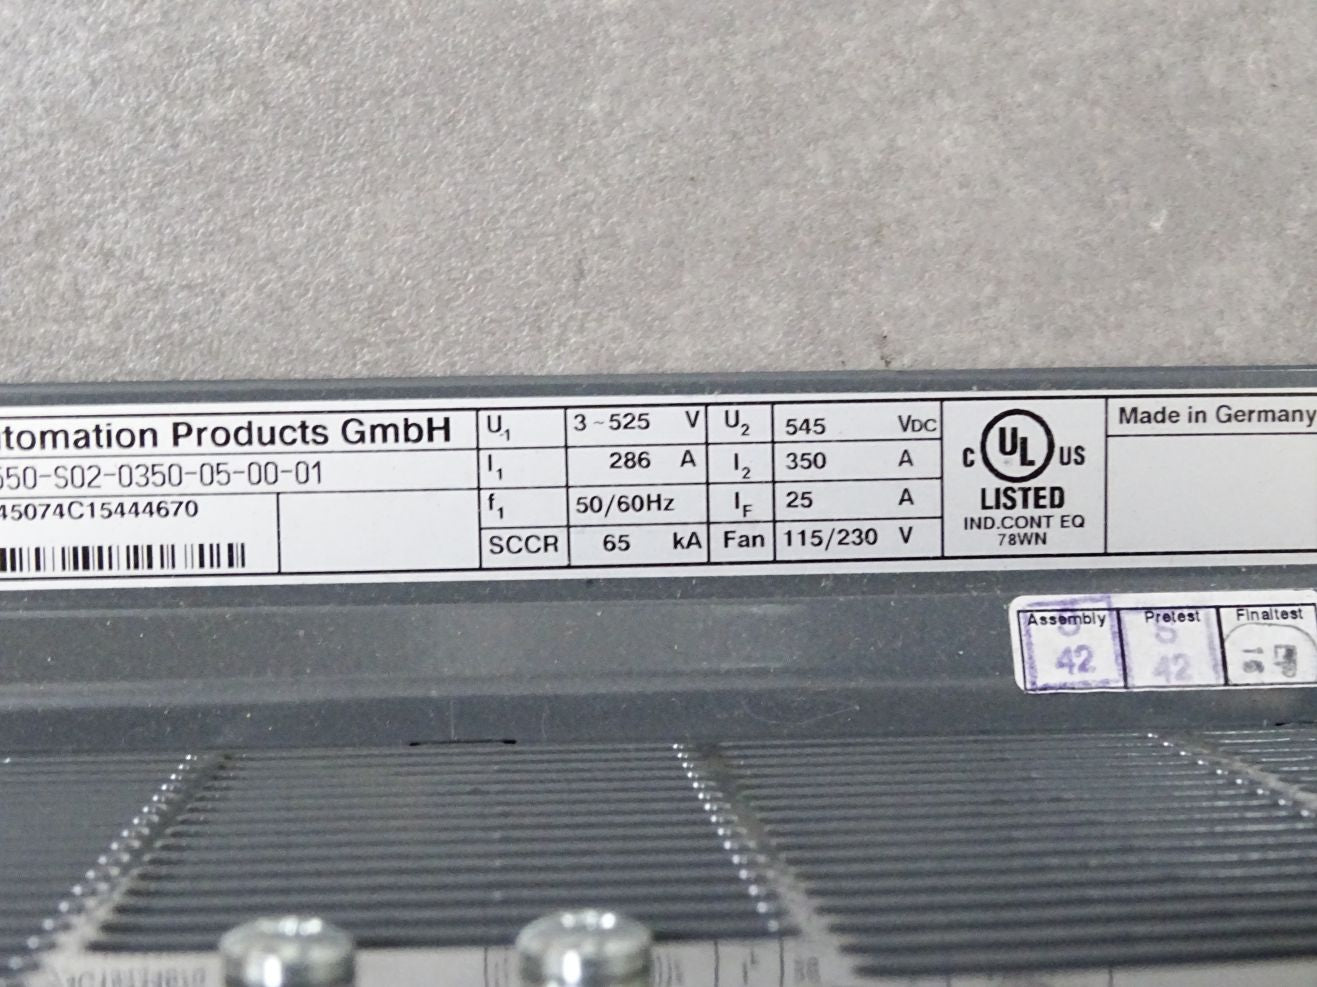 tomation Products GmbH
550-S02-0350-05-00-01
45074C15444670
U1 3~525 V U2 545 VDC
I1 286 A I2 350 A
f1 50/60Hz IF 25 A
SCCR 65 kA Fan 115/230 V
C UL US
LISTED
IND.CONT EQ
78WN
Made in Germany
Assembly Pretest Finaltest
42 42